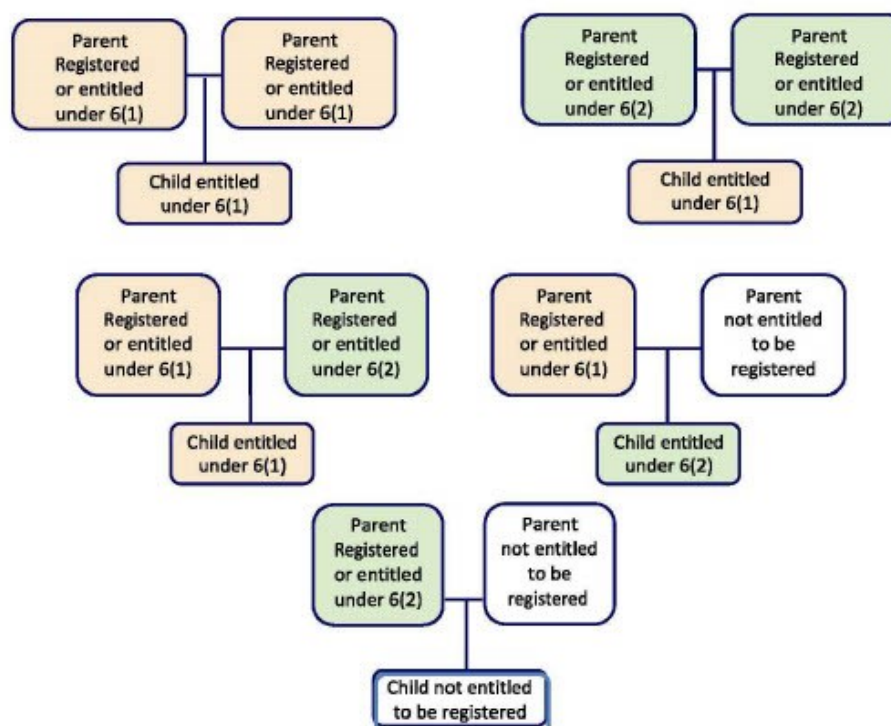 Parent
Registered
or entitled
under 6(1)
Parent
Registered
or entitled
under 6(1)
Child entitled
under 6(1)
Parent
Registered
or entitled
under 6(2)
Parent
Registered
or entitled
under 6(2)
Child entitled
under 6(1)
Parent
Registered
or entitled
under 6(1)
Parent
Registered
or entitled
under 6(2)
Child entitled
under 6(1)
Parent
Registered
or entitled
under 6(1)
Parent
not entitled
to be
registered
Child entitled
under 6(2)
Parent
Registered
or entitled
under 6(2)
Parent
not entitled
to be
registered
Child not entitled
to be registered